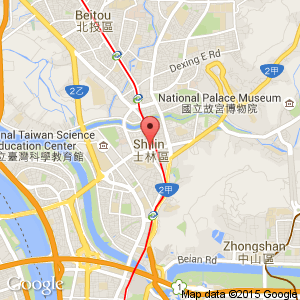 Beitou
北投區
Dexing E Rd
2甲
2乙
National Palace Museum
國立故宮博物院
nal Taiwan Science
Education Center
立臺灣科學教育館
Shilin
士林區
2甲
Beian Rd
Zhongshan
中山區
1
Google
Map data ©2015 Google